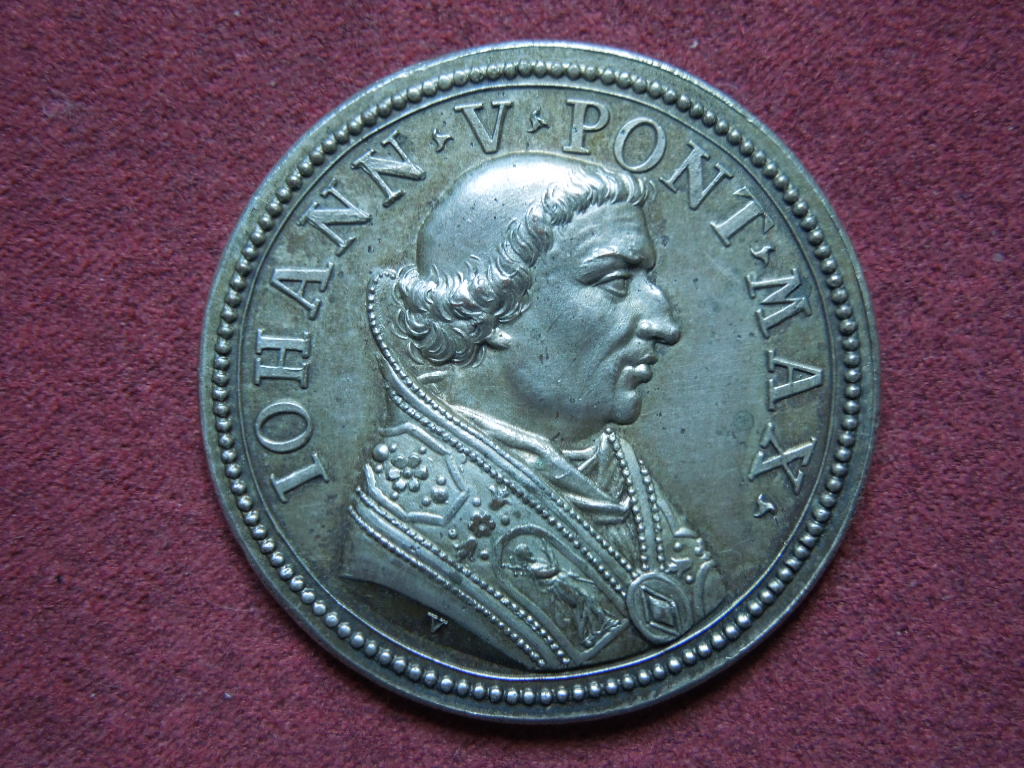 IOHANN · V · PONT · MAX ·
V